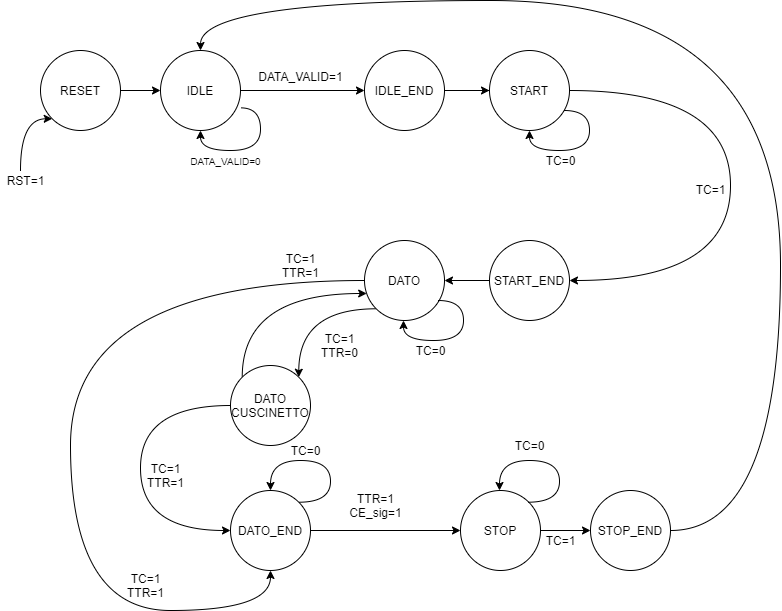 DATA_VALID=1
RESET
IDLE
IDLE_END
START
DATA_VALID=0
TC=0
RST=1
TC=1
TC=1
TTR=1
DATO
START_END
TC=1
TTR=0
TC=0
DATO
CUSCINETTO
TC=1
TTR=1
TC=0
TC=0
TTR=1
CE_sig=1
DATO_END
STOP
STOP_END
TC=1
TC=1
TTR=1